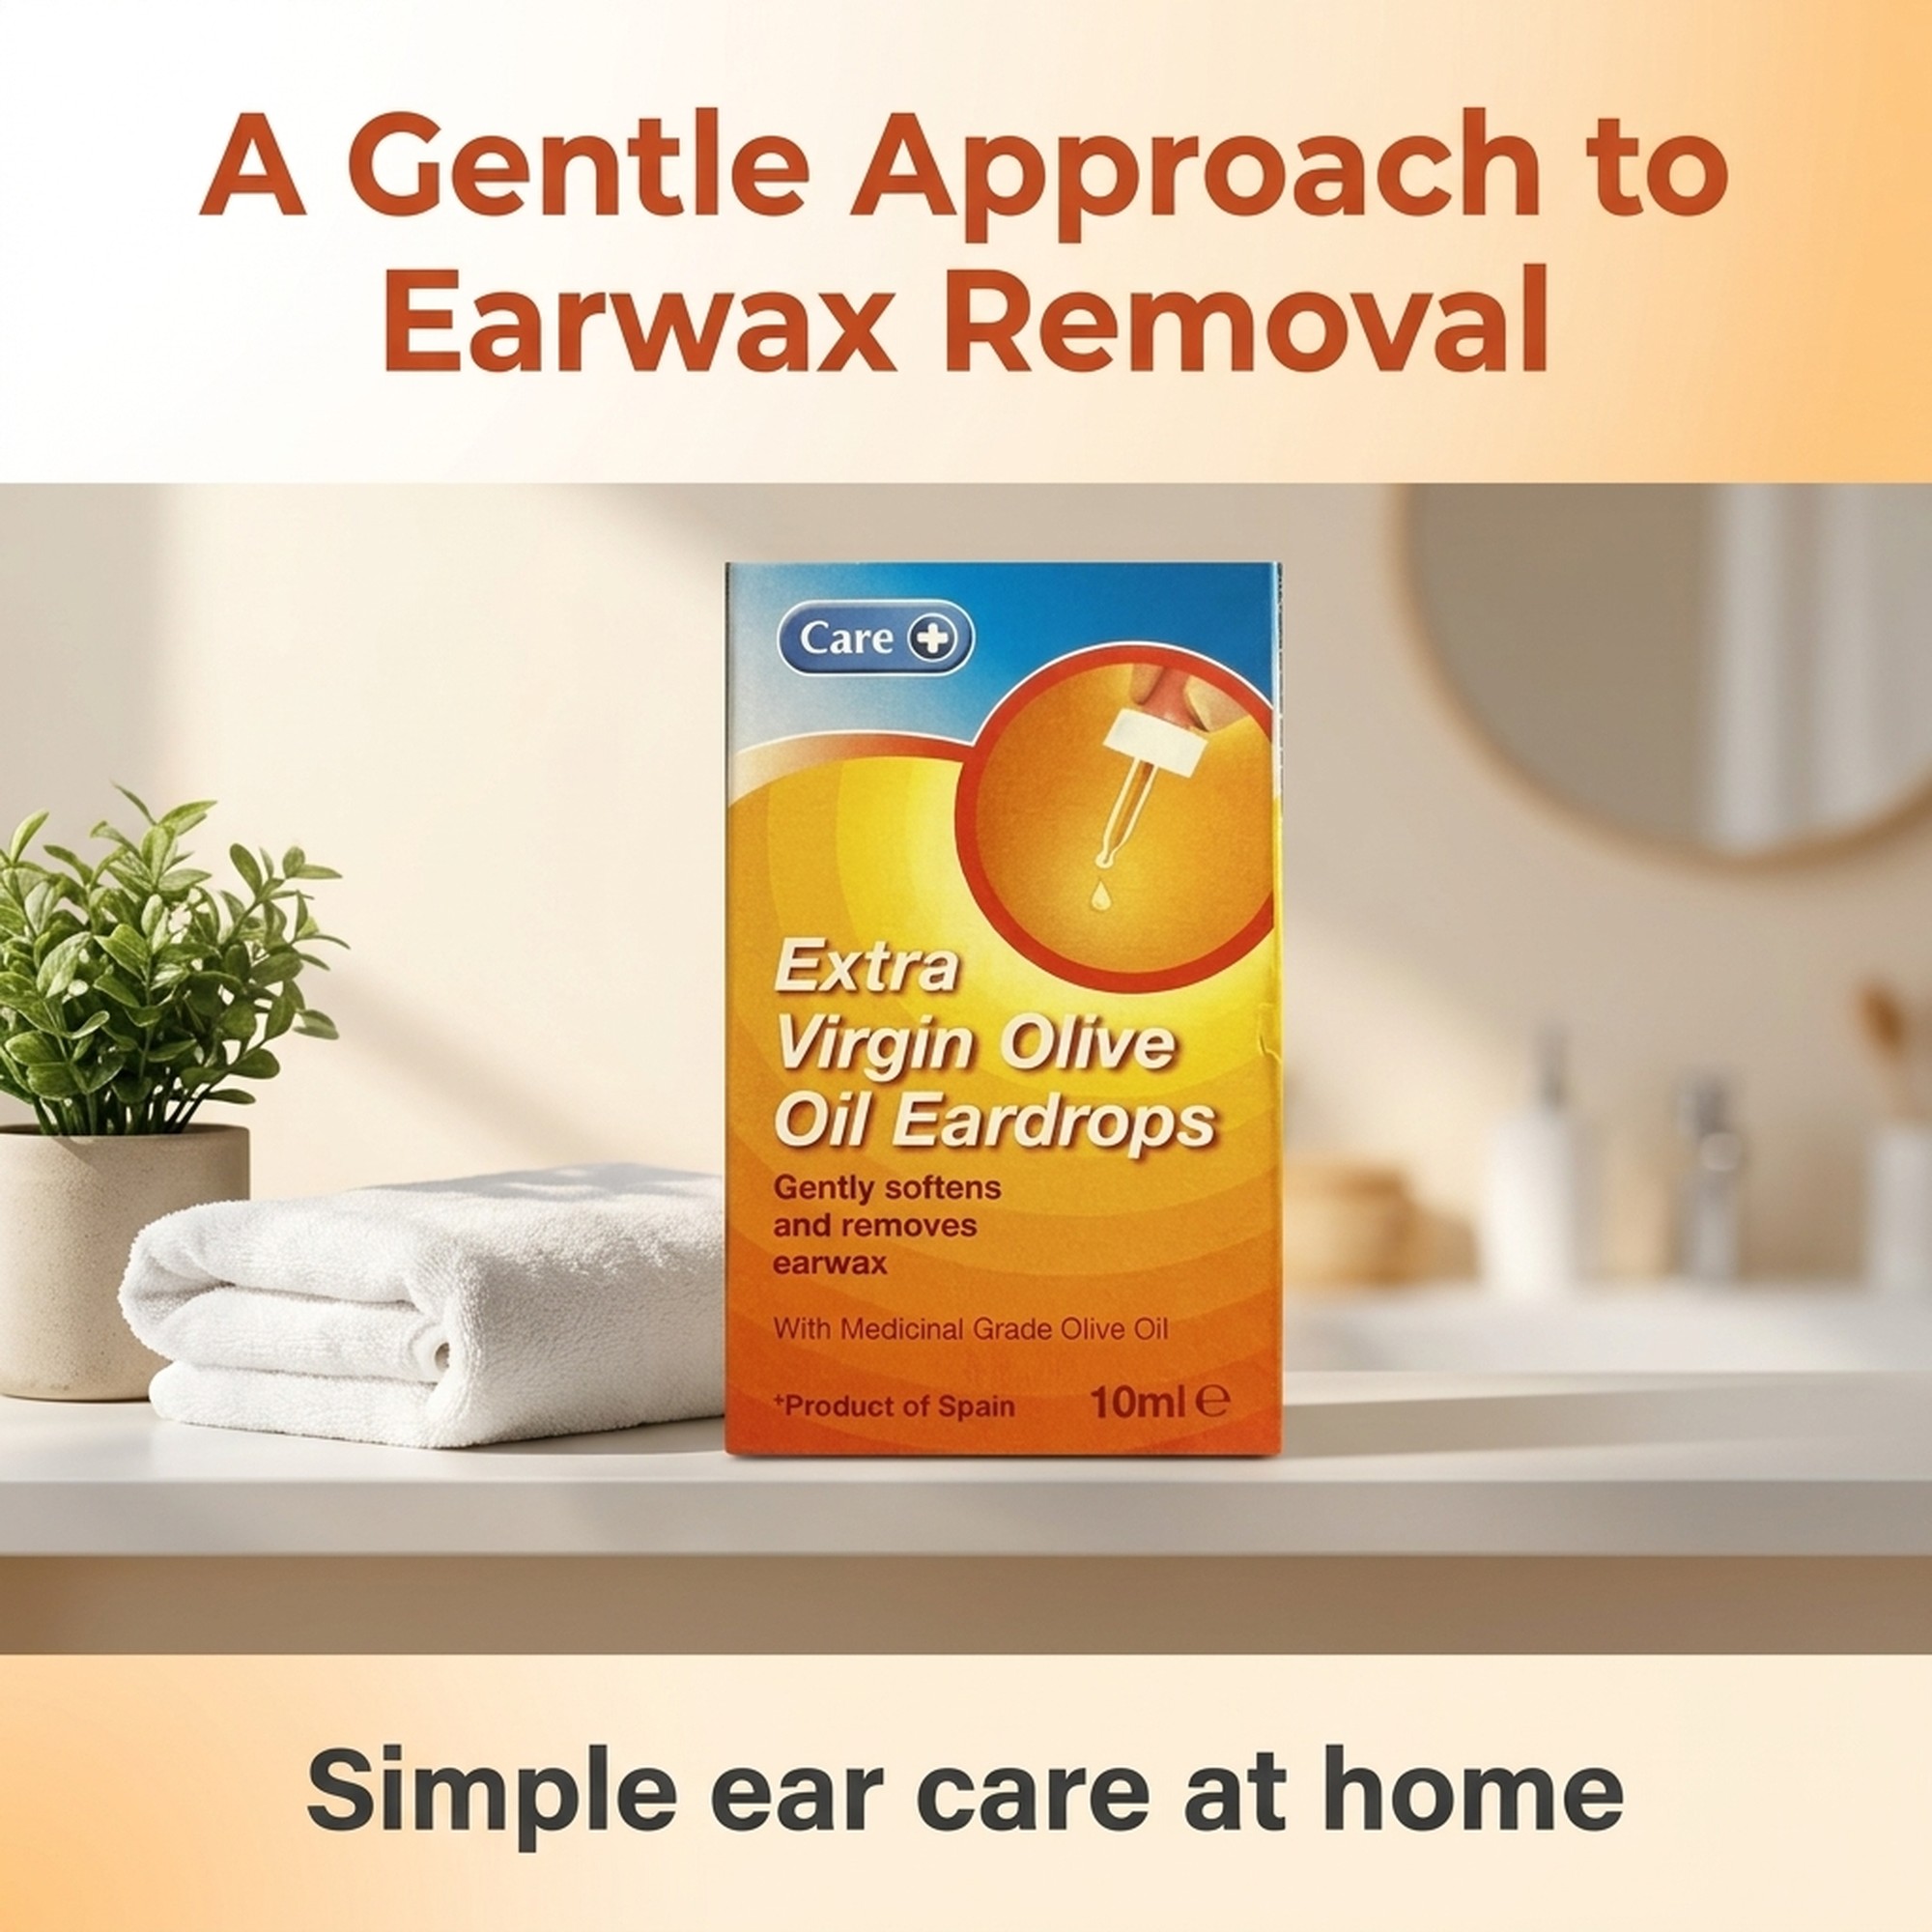 A Gentle Approach to
Earwax Removal
Care
Extra
Virgin Olive
Oil Eardrops
Gently softens
and removes
earwax
With Medicinal Grade Olive Oil
+Product of Spain
10ml ℮
Simple ear care at home